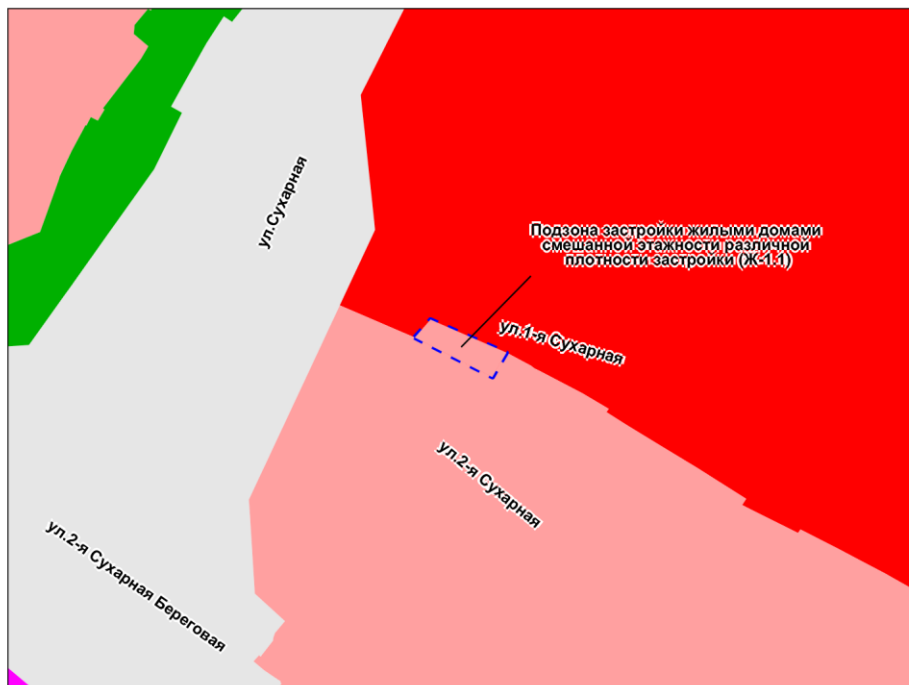 ул.Сухарная
Подзона застройки жилыми домами
смешанной этажности различной
плотности застройки (Ж-1.1)
ул.1-я Сухарная
ул.2-я Сухарная
ул.2-я Сухарная Береговая